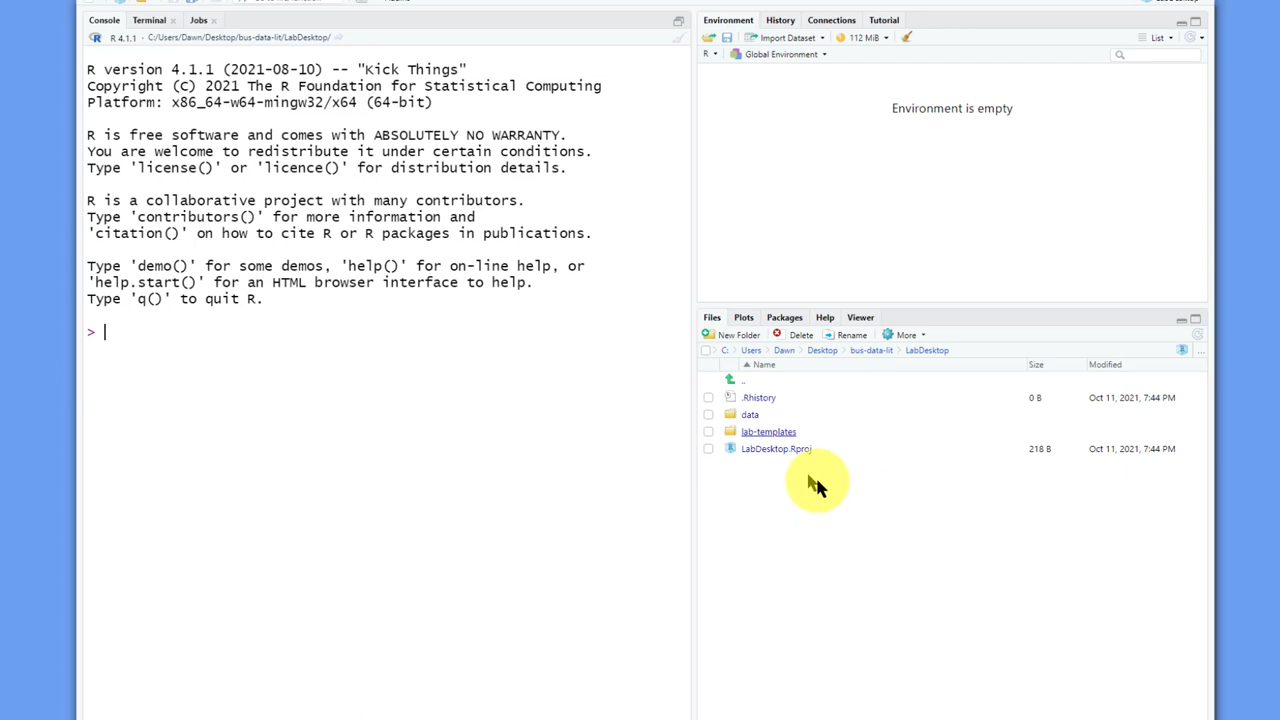 Console Terminal Jobs
R 4.1.1 · C:/Users/Dawn/Desktop/bus-data-lit/LabDesktop/
R version 4.1.1 (2021-08-10) -- "Kick Things"
Copyright (C) 2021 The R Foundation for Statistical Computing
Platform: x86_64-w64-mingw32/x64 (64-bit)
R is free software and comes with ABSOLUTELY NO WARRANTY.
You are welcome to redistribute it under certain conditions.
Type 'license()' or 'licence()' for distribution details.
R is a collaborative project with many contributors.
Type 'contributors()' for more information and
'citation()' on how to cite R or R packages in publications.
Type 'demo()' for some demos, 'help()' for on-line help, or
'help.start()' for an HTML browser interface to help.
Type 'q()' to quit R.
>
Environment History Connections Tutorial
Import Dataset 112 MiB List
R Global Environment
Environment is empty
Files Plots Packages Help Viewer
New Folder Delete Rename More
C: Users Dawn Desktop bus-data-lit LabDesktop ...
Name Size Modified
..
.Rhistory 0 B Oct 11, 2021, 7:44 PM
data
lab-templates
LabDesktop.Rproj 218 B Oct 11, 2021, 7:44 PM